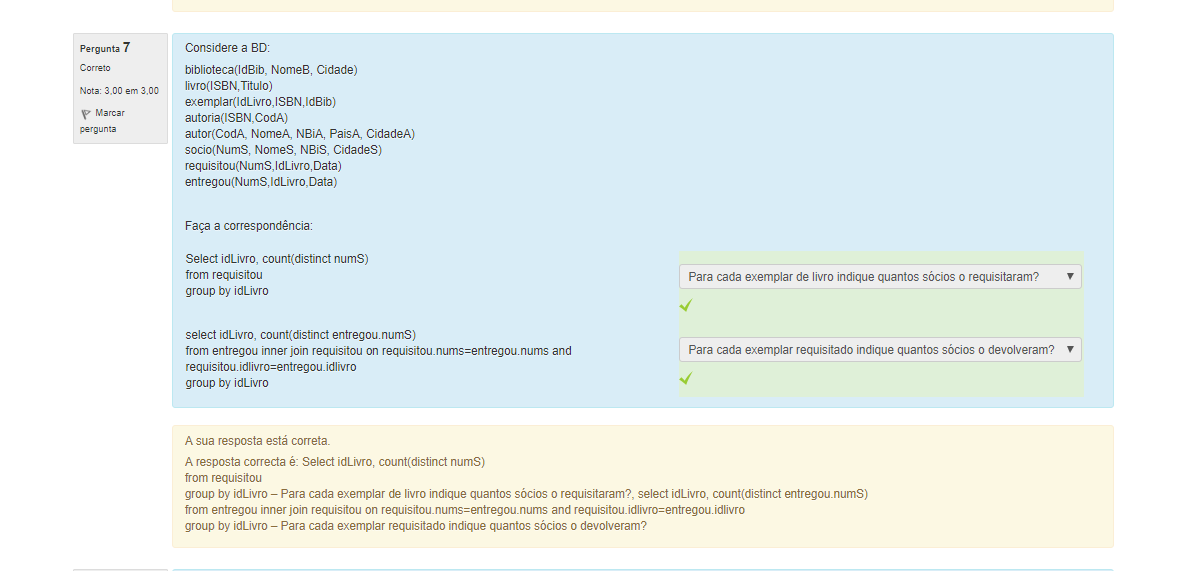 Pergunta 7
Correto
Nota: 3,00 em 3,00
Marcar
pergunta
Considere a BD:
biblioteca(IdBib, NomeB, Cidade)
livro(ISBN,Titulo)
exemplar(IdLivro,ISBN,IdBib)
autoria(ISBN,CodA)
autor(CodA, NomeA, NBiA, PaisA, CidadeA)
socio(NumS, NomeS, NBiS, CidadeS)
requisitou(NumS,IdLivro,Data)
entregou(NumS,IdLivro,Data)
Faça a correspondência:
Select idLivro, count(distinct numS)
from requisitou
group by idLivro
Para cada exemplar de livro indique quantos sócios o requisitaram?
select idLivro, count(distinct entregou.numS)
from entregou inner join requisitou on requisitou.nums=entregou.nums and
requisitou.idlivro=entregou.idlivro
group by idLivro
Para cada exemplar requisitado indique quantos sócios o devolveram?
A sua resposta está correta.
A resposta correcta é: Select idLivro, count(distinct numS)
from requisitou
group by idLivro – Para cada exemplar de livro indique quantos sócios o requisitaram?, select idLivro, count(distinct entregou.numS)
from entregou inner join requisitou on requisitou.nums=entregou.nums and requisitou.idlivro=entregou.idlivro
group by idLivro – Para cada exemplar requisitado indique quantos sócios o devolveram?